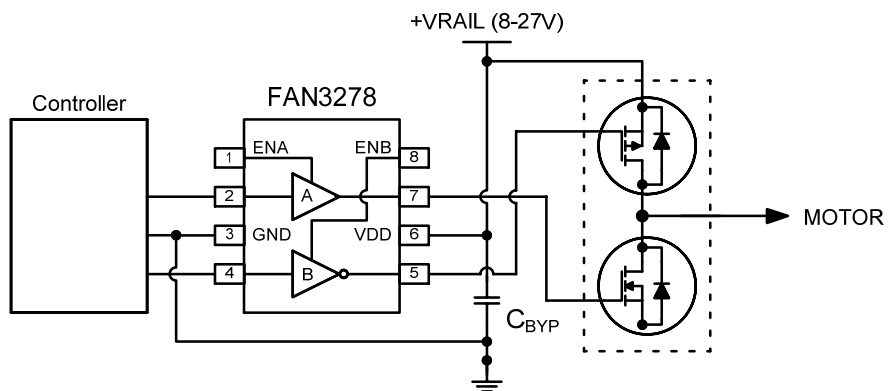 +VRAIL (8-27V)
Controller
FAN3278
1 ENA ENB 8
2 A 7
3 GND VDD 6
4 B 5
MOTOR
CBYP